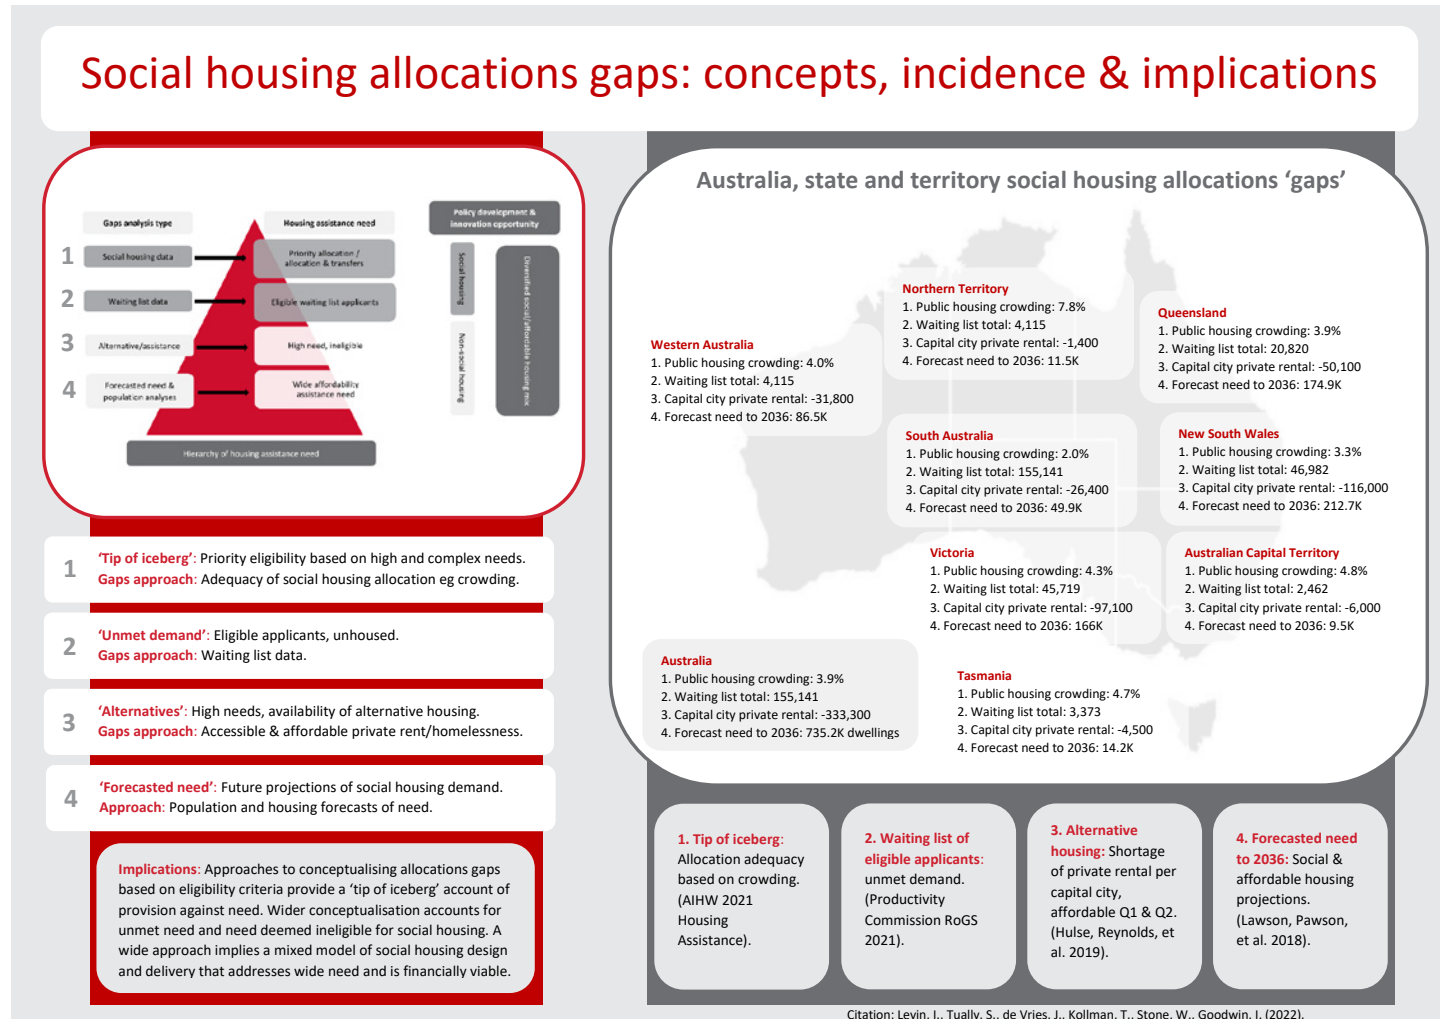 Social housing allocations gaps: concepts, incidence & implications
Gaps analysis type
Housing assistance need
Policy development &
innovation opportunity
1
Social housing data
Priority allocation /
allocation & transfers
2
Waiting list data
Eligible waiting list applicants
3
Alternative/assistance
High need, ineligible
4
Forecasted need &
population analyses
Wide affordability
assistance need
Social housing
Non-social housing
Diversified social/affordable housing mix
Hierarchy of housing assistance need
1
‘Tip of iceberg’: Priority eligibility based on high and complex needs.
Gaps approach: Adequacy of social housing allocation eg crowding.
2
‘Unmet demand’: Eligible applicants, unhoused.
Gaps approach: Waiting list data.
3
‘Alternatives’: High needs, availability of alternative housing.
Gaps approach: Accessible & affordable private rent/homelessness.
4
‘Forecasted need’: Future projections of social housing demand.
Approach: Population and housing forecasts of need.
Implications: Approaches to conceptualising allocations gaps
based on eligibility criteria provide a ‘tip of iceberg’ account of
provision against need. Wider conceptualisation accounts for
unmet need and need deemed ineligible for social housing. A
wide approach implies a mixed model of social housing design
and delivery that addresses wide need and is financially viable.
Australia, state and territory social housing allocations ‘gaps’
Western Australia
1. Public housing crowding: 4.0%
2. Waiting list total: 4,115
3. Capital city private rental: -31,800
4. Forecast need to 2036: 86.5K
Northern Territory
1. Public housing crowding: 7.8%
2. Waiting list total: 4,115
3. Capital city private rental: -1,400
4. Forecast need to 2036: 11.5K
Queensland
1. Public housing crowding: 3.9%
2. Waiting list total: 20,820
3. Capital city private rental: -50,100
4. Forecast need to 2036: 174.9K
South Australia
1. Public housing crowding: 2.0%
2. Waiting list total: 155,141
3. Capital city private rental: -26,400
4. Forecast need to 2036: 49.9K
New South Wales
1. Public housing crowding: 3.3%
2. Waiting list total: 46,982
3. Capital city private rental: -116,000
4. Forecast need to 2036: 212.7K
Victoria
1. Public housing crowding: 4.3%
2. Waiting list total: 45,719
3. Capital city private rental: -97,100
4. Forecast need to 2036: 166K
Australian Capital Territory
1. Public housing crowding: 4.8%
2. Waiting list total: 2,462
3. Capital city private rental: -6,000
4. Forecast need to 2036: 9.5K
Australia
1. Public housing crowding: 3.9%
2. Waiting list total: 155,141
3. Capital city private rental: -333,300
4. Forecast need to 2036: 735.2K dwellings
Tasmania
1. Public housing crowding: 4.7%
2. Waiting list total: 3,373
3. Capital city private rental: -4,500
4. Forecast need to 2036: 14.2K
1. Tip of iceberg:
Allocation adequacy
based on crowding.
(AIHW 2021
Housing
Assistance).
2. Waiting list of
eligible applicants:
unmet demand.
(Productivity
Commission RoGS
2021).
3. Alternative
housing: Shortage
of private rental per
capital city,
affordable Q1 & Q2.
(Hulse, Reynolds, et
al. 2019).
4. Forecasted need
to 2036: Social &
affordable housing
projections.
(Lawson, Pawson,
et al. 2018).
Citation: Levin, I., Tually, S., de Vries, J., Kollman, T., Stone, W., Goodwin, I. (2022).